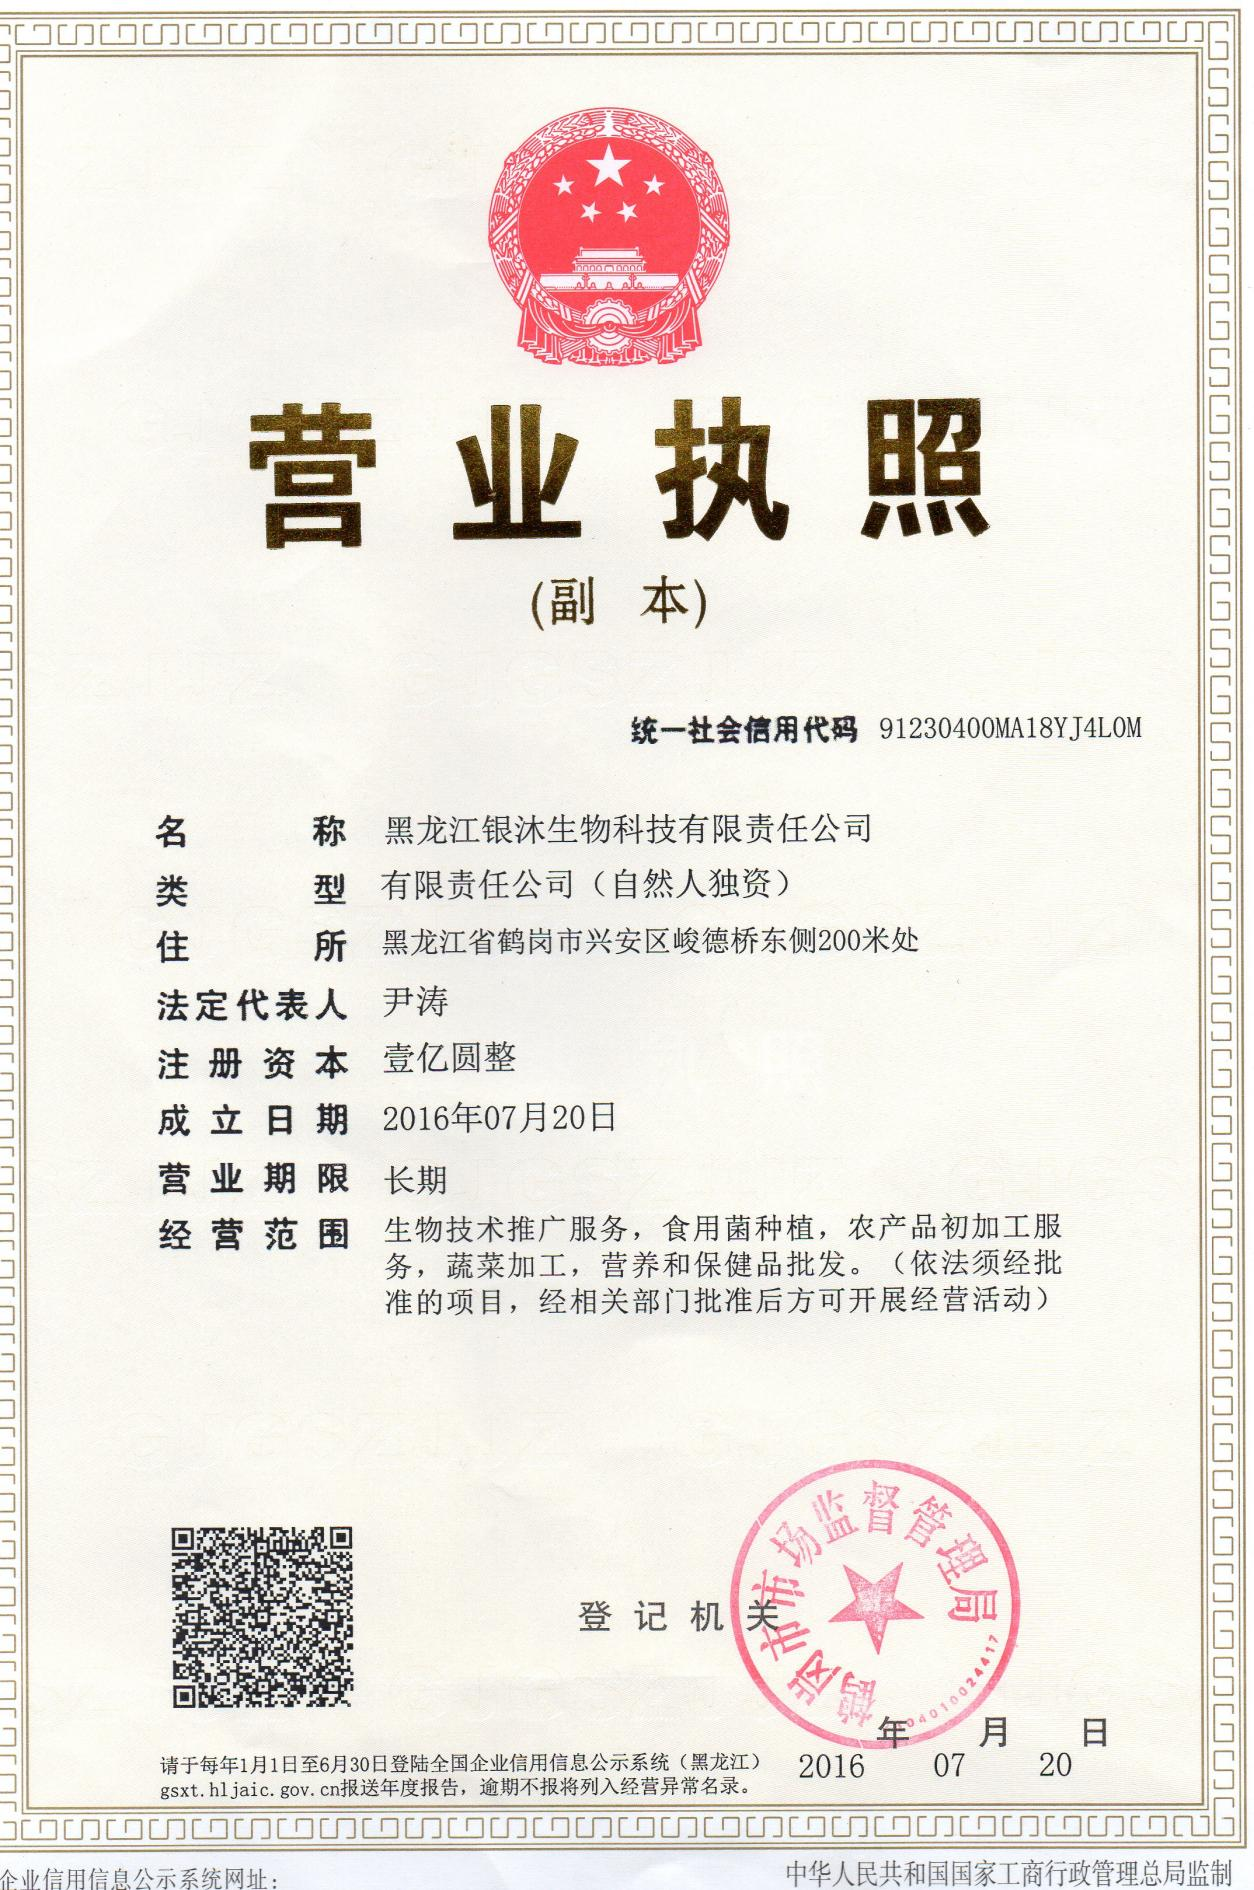 营业执照
(副 本)
统一社会信用代码 91230400MA18YJ4L0M
名称 黑龙江银沐生物科技有限责任公司
类型 有限责任公司（自然人独资）
住所 黑龙江省鹤岗市兴安区峻德桥东侧200米处
法定代表人 尹涛
注册资本 壹亿圆整
成立日期 2016年07月20日
营业期限 长期
经营范围 生物技术推广服务，食用菌种植，农产品初加工服
务，蔬菜加工，营养和保健品批发。（依法须经批
准的项目，经相关部门批准后方可开展经营活动）
登记机关
鹤岗市市场监督管理局
年 月 日
2016 07 20
请于每年1月1日至6月30日登陆全国企业信用信息公示系统（黑龙江）
gsxt.hljaic.gov.cn报送年度报告，逾期不报将列入经营异常名录。
企业信用信息公示系统网址：
中华人民共和国国家工商行政管理总局监制